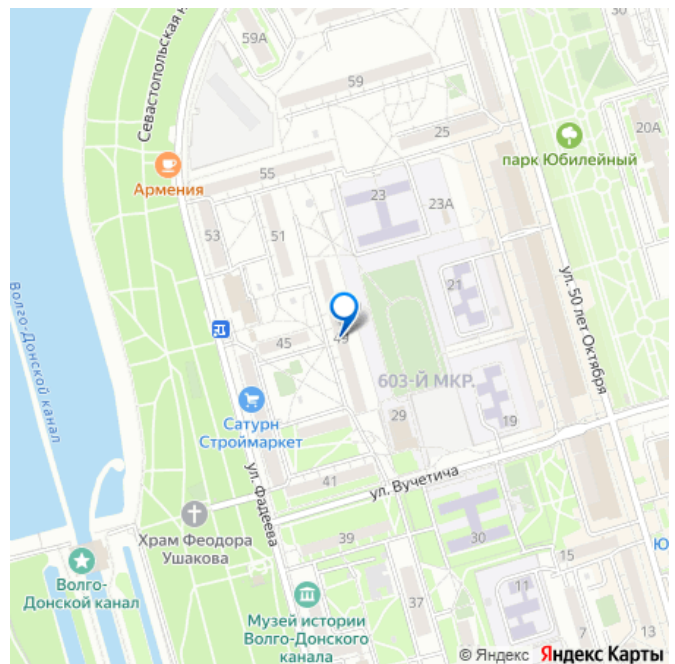 Севастопольская н
59А
59
30
20А
25
парк Юбилейный
Армения
55
23
23А
53
51
21
ул. 50 лет Октября
Волго-Донской канал
45
49
603-Й МКР.
Сатурн
Строймаркет
29
19
ул. Фадеева
41
ул. Вучетича
Храм Феодора
Ушакова
39
30
15
Ю
Волго-
Донской канал
11
37
7
13
Музей истории
Волго-Донского
канала
© Яндекс Яндекс Карты